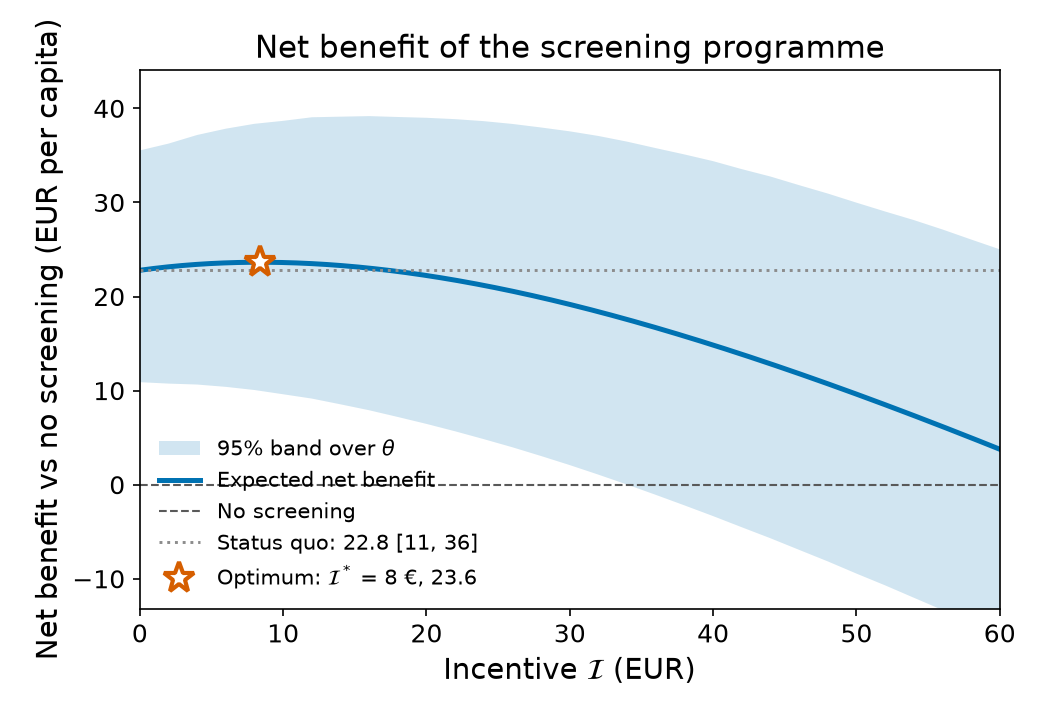 Net benefit of the screening programme
Net benefit vs no screening (EUR per capita)
40
30
20
10
0
−10
95% band over θ
Expected net benefit
No screening
Status quo: 22.8 [11, 36]
Optimum: 𝓘* = 8 €, 23.6
0 10 20 30 40 50 60
Incentive 𝓘 (EUR)